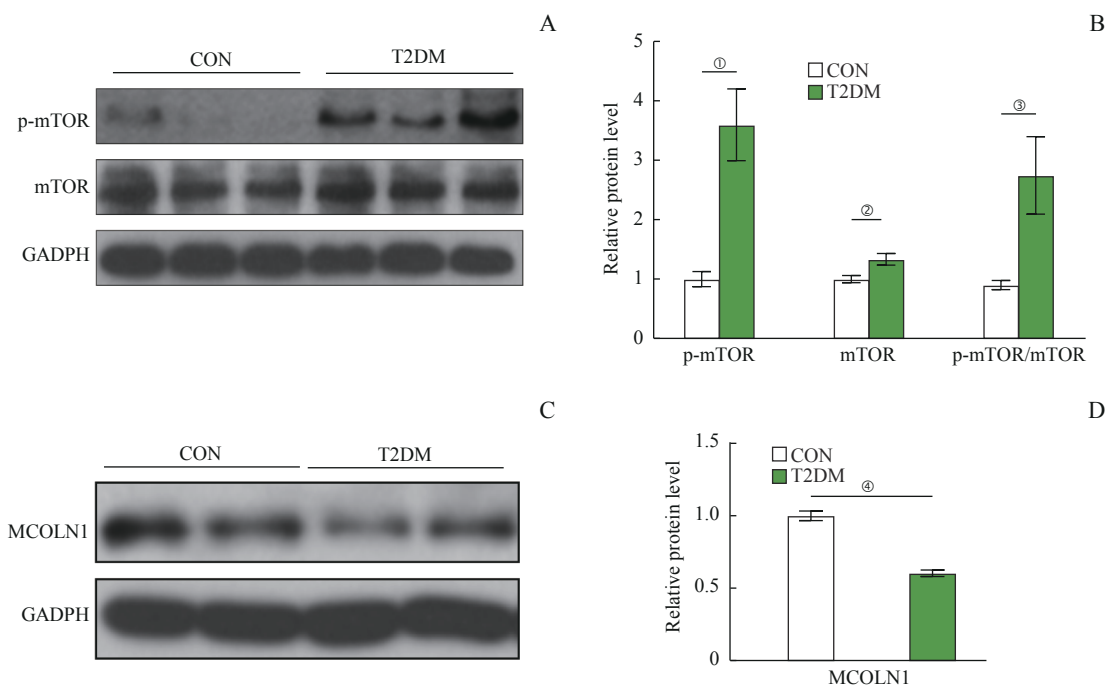 A
CON T2DM
p-mTOR
mTOR
GADPH
B
5
4
3
2
1
0
Relative protein level
CON
T2DM
①
②
③
p-mTOR mTOR p-mTOR/mTOR
C
CON T2DM
MCOLN1
GADPH
D
1.5
1.0
0.5
0
Relative protein level
CON
T2DM
④
MCOLN1